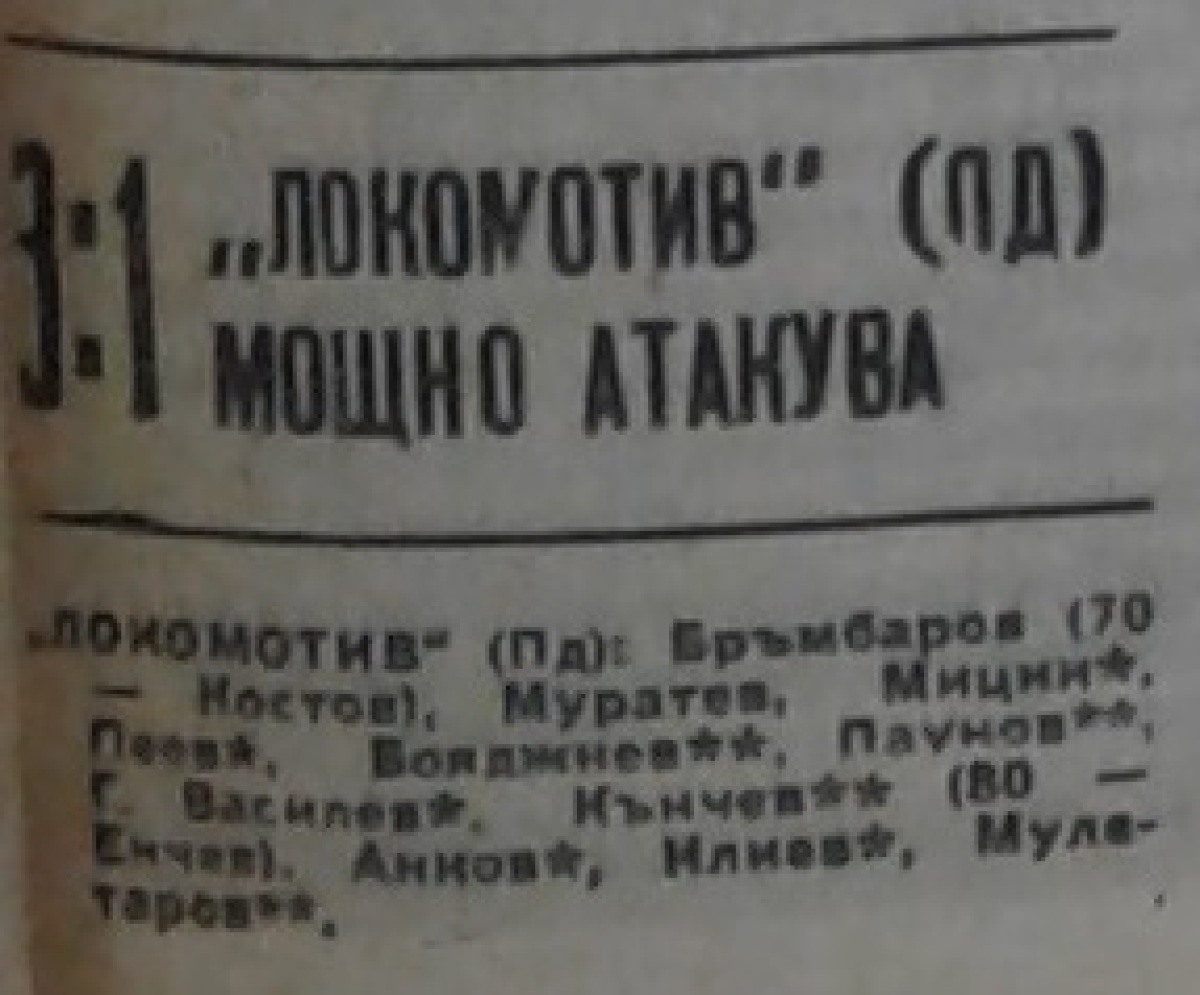 3:1 „ЛОКОМОТИВ“ (ПД)
МОЩНО АТАКУВА
„ЛОКОМОТИВ“ (Пд): Бръмбаров (70
— Костов), Муратев, Мицин*,
Пеев*, Бояджиев**, Паунов**,
Г. Василев*, Кънчев** (80 —
Енчев), Анков*, Илиев*, Муле-
таров**.